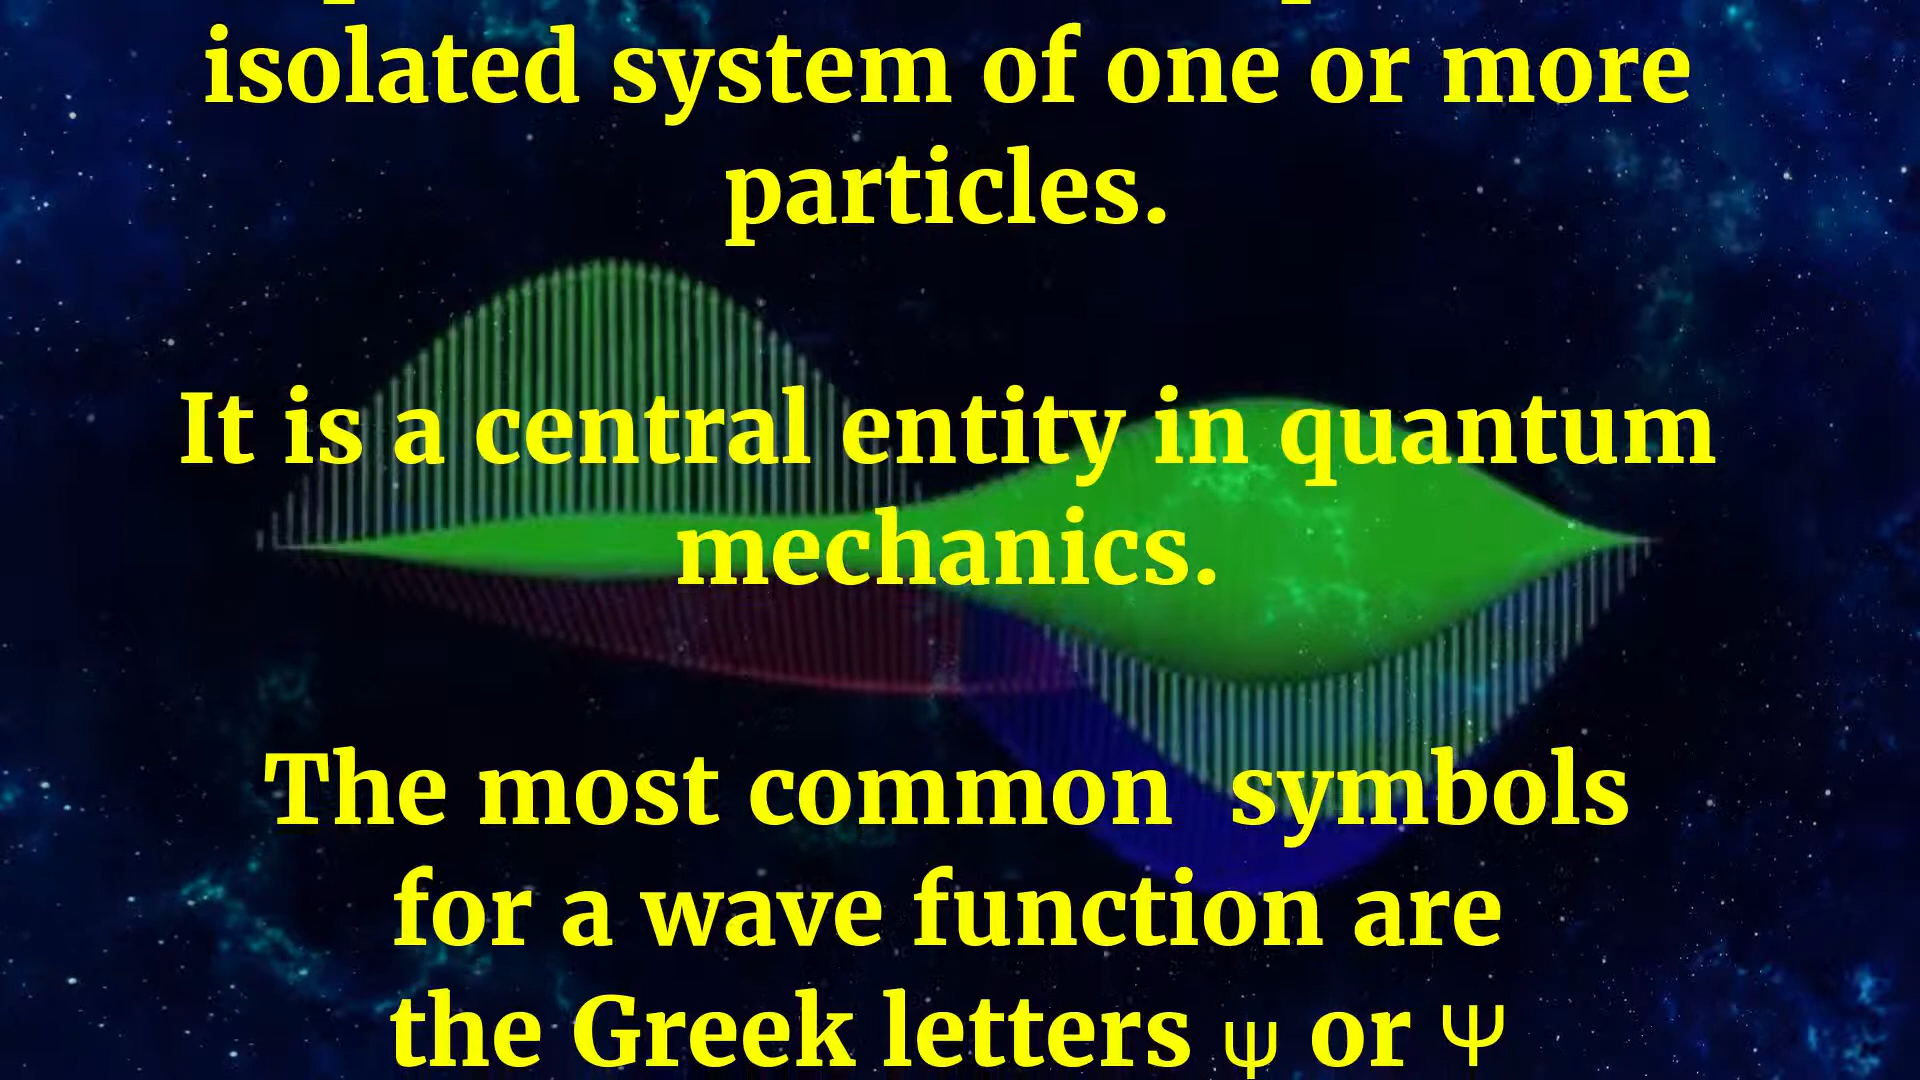 isolated system of one or more
particles.
It is a central entity in quantum
mechanics.
The most common  symbols
for a wave function are
the Greek letters ψ or Ψ